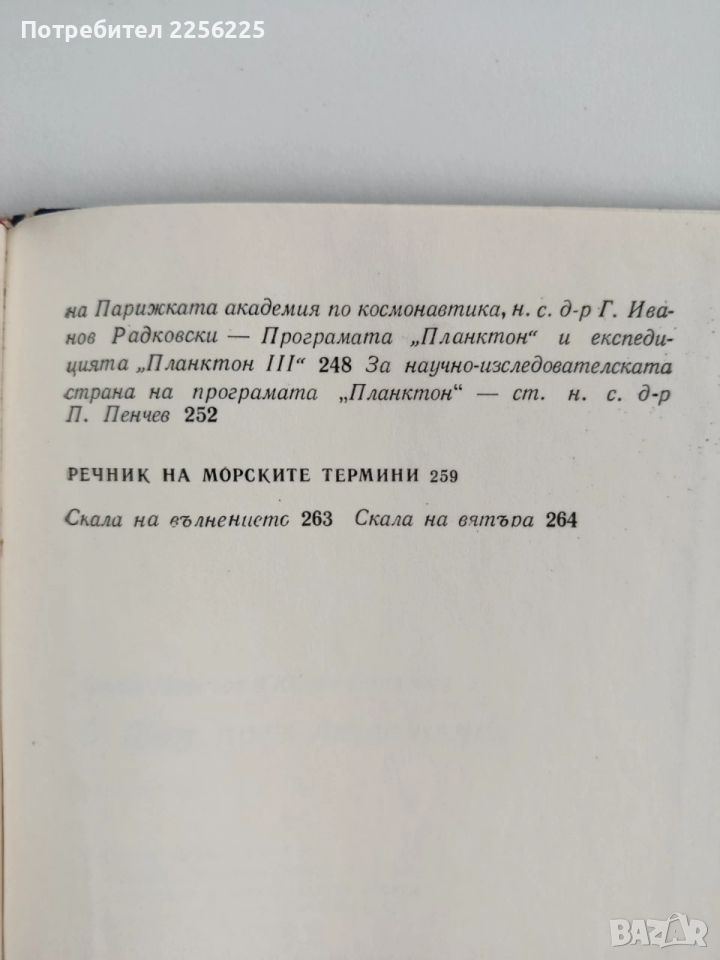 Потребител 2256225
на Парижката академия по космонавтика, н. с. д-р Г. Ива-
нов Радковски — Програмата „Планктон“ и експеди-
цията „Планктон III“ 248 За научно-изследователската
страна на програмата „Планктон“ — ст. н. с. д-р
П. Пенчев 252
РЕЧНИК НА МОРСКИТЕ ТЕРМИНИ 259
Скала на вълнението 263 Скала на вятъра 264
BAZAR